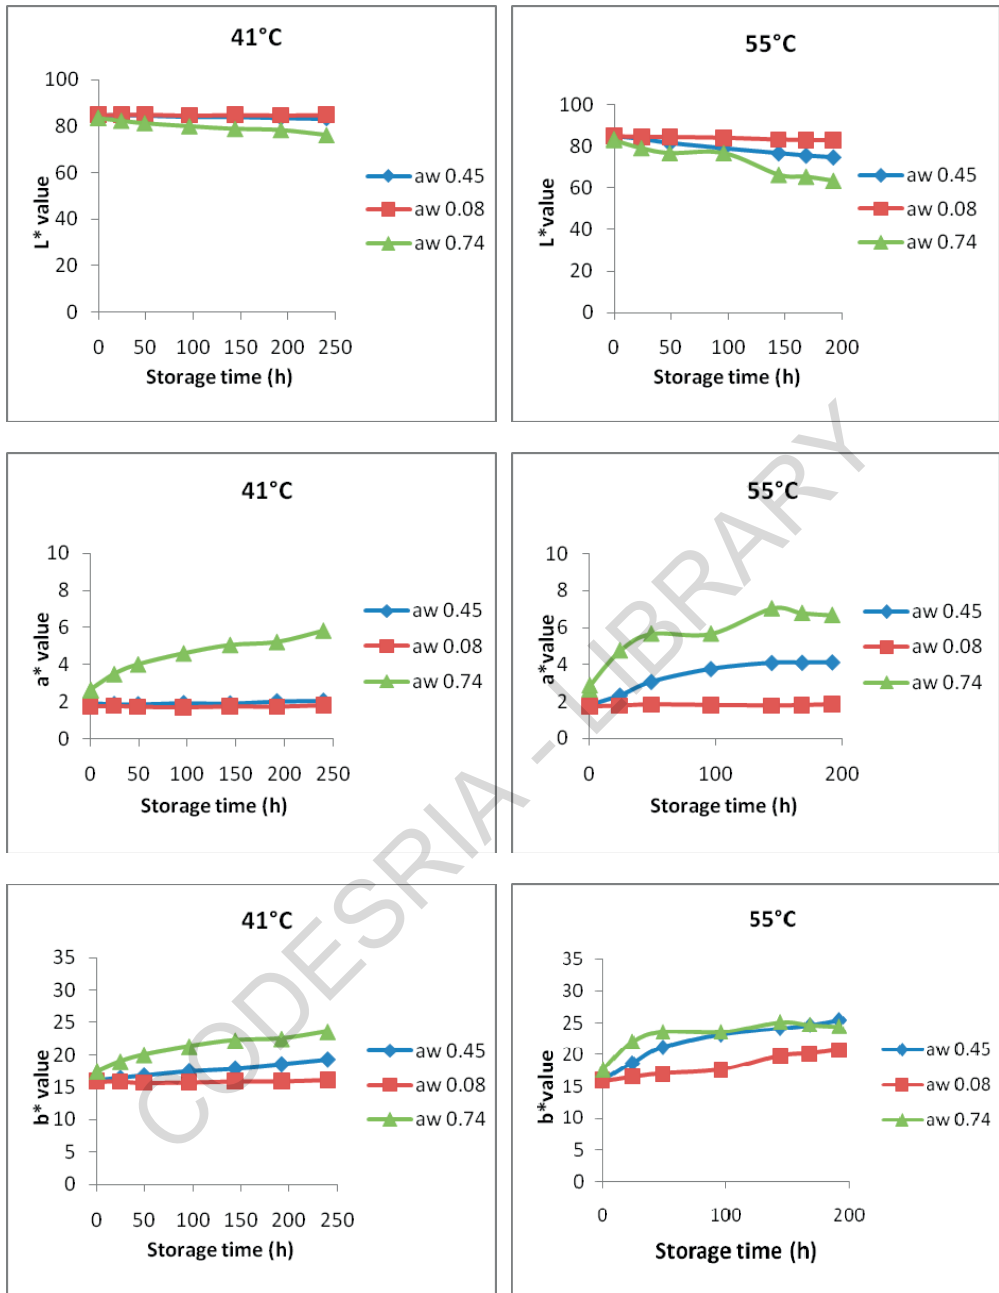 41°C
100
80
60
40
20
0
L* value
0 50 100 150 200 250
Storage time (h)
aw 0.45
aw 0.08
aw 0.74
55°C
100
80
60
40
20
0
L*value
0 50 100 150 200
Storage time (h)
aw 0.45
aw 0.08
aw 0.74
41°C
10
8
6
4
2
0
a* value
0 50 100 150 200 250
Storage time (h)
aw 0.45
aw 0.08
aw 0.74
55°C
10
8
6
4
2
0
a*value
0 100 200
Storage time (h)
aw 0.45
aw 0.08
aw 0.74
41°C
35
30
25
20
15
10
5
0
b* value
0 50 100 150 200 250
Storage time (h)
aw 0.45
aw 0.08
aw 0.74
55°C
35
30
25
20
15
10
5
0
b*value
0 100 200
Storage time (h)
aw 0.45
aw 0.08
aw 0.74
CODESRIA - LIBRARY